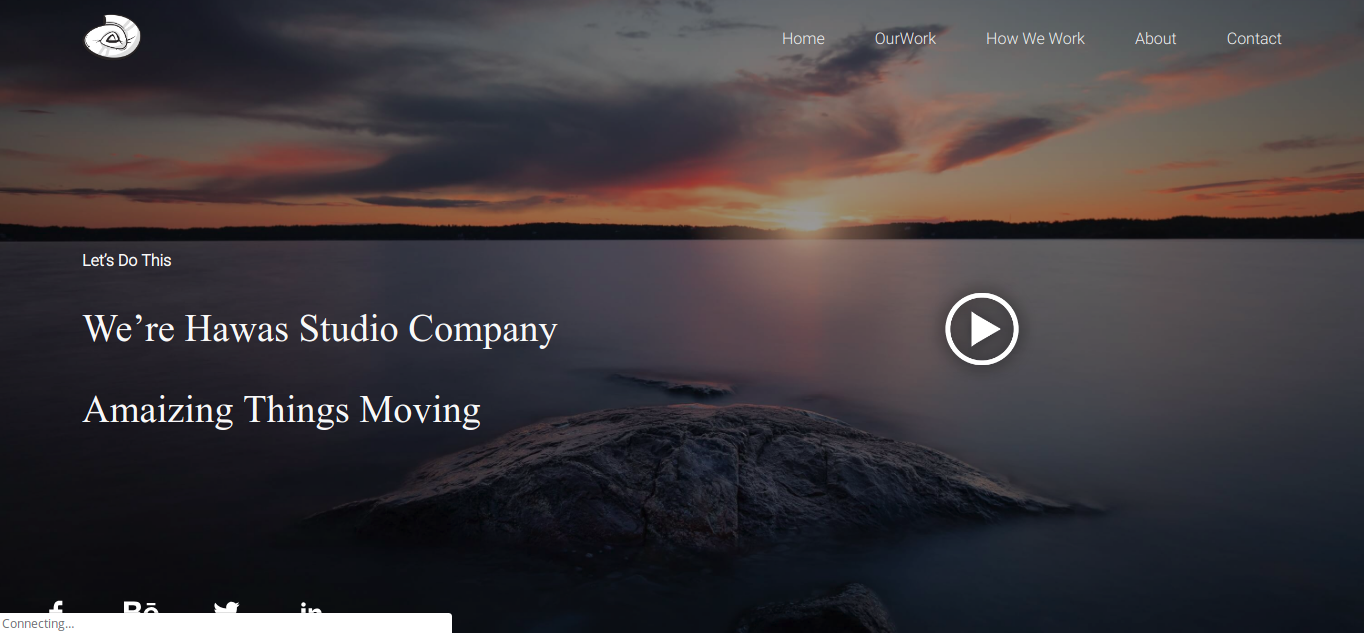 Home OurWork How We Work About Contact
Let's Do This
We’re Hawas Studio Company
Amaizing Things Moving
Connecting...